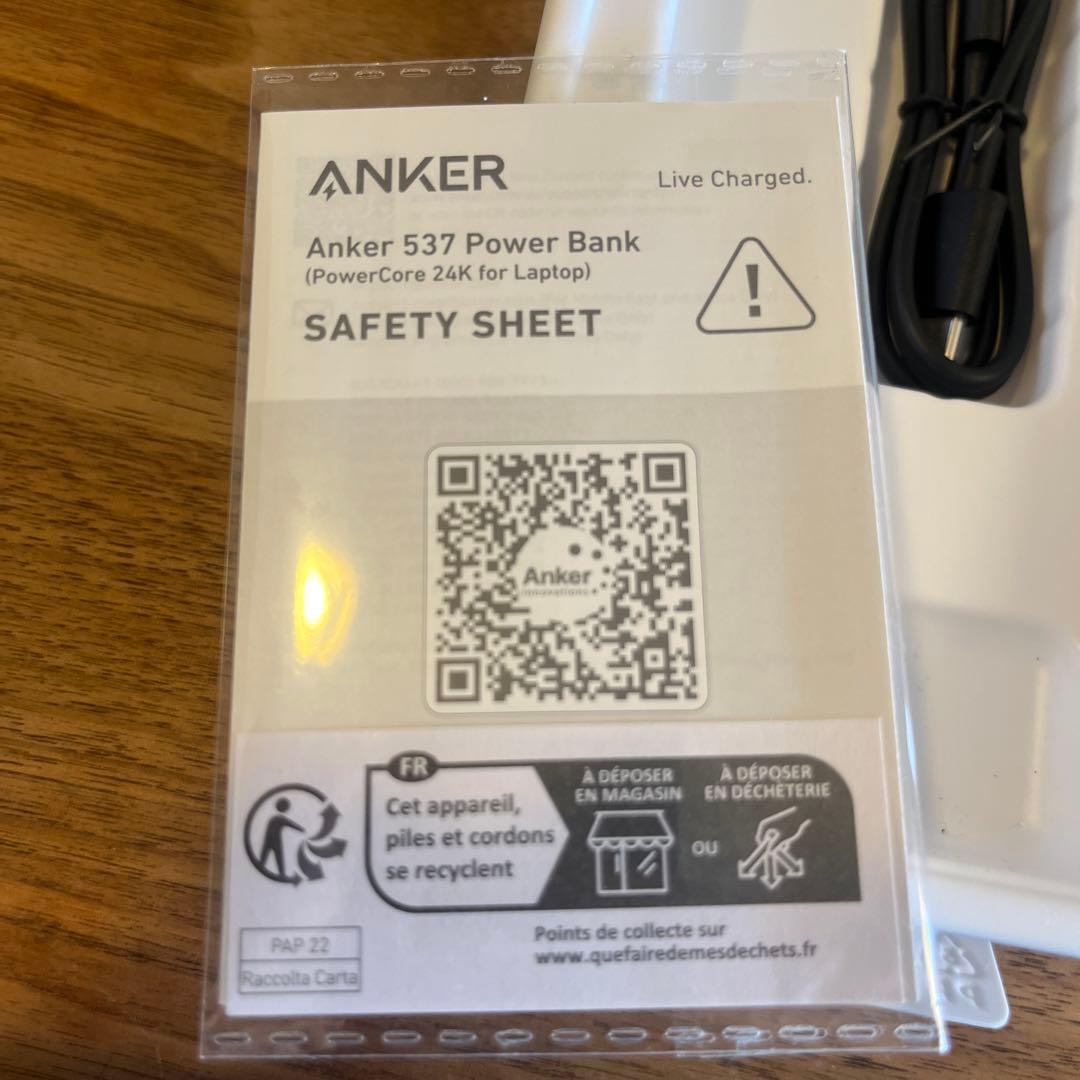 ANKER
Live Charged.
Anker 537 Power Bank
(PowerCore 24K for Laptop)
SAFETY SHEET
!
Anker
Innovations
FR
Cet appareil,
piles et cordons
se recyclent
À DÉPOSER
EN MAGASIN
OU
À DÉPOSER
EN DÉCHÈTERIE
Points de collecte sur
www.quefairedemesdechets.fr
PAP 22
Raccolta Carta